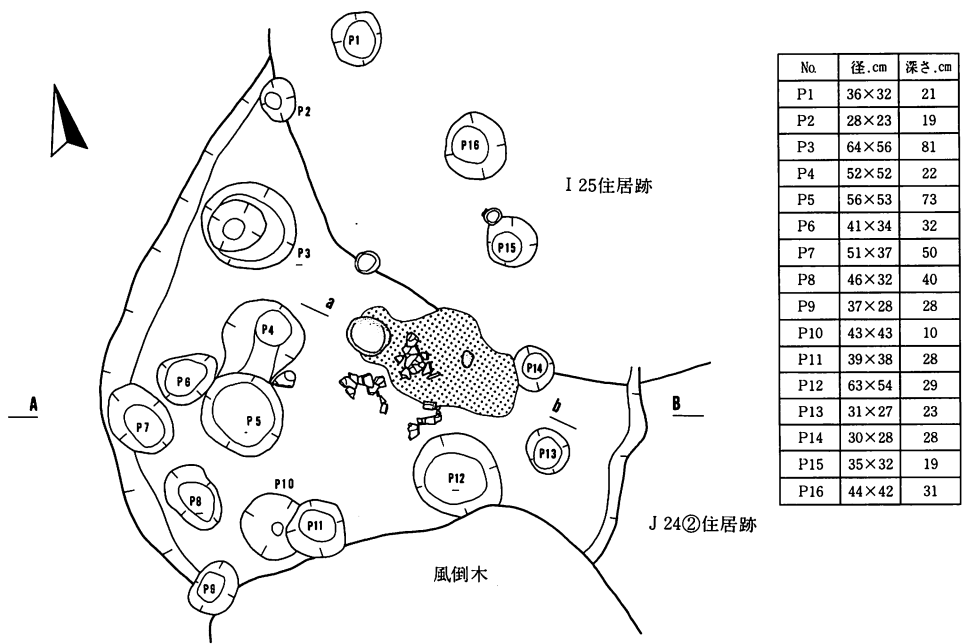 P1
P2
P16
I 25住居跡
P15
P3
a
P4
P14
P6
A
B
P5
P7
b
P13
P12
P10
P8
P11
J 24②住居跡
風倒木
P9
No. 径.cm 深さ.cm
P1 36×32 21
P2 28×23 19
P3 64×56 81
P4 52×52 22
P5 56×53 73
P6 41×34 32
P7 51×37 50
P8 46×32 40
P9 37×28 28
P10 43×43 10
P11 39×38 28
P12 63×54 29
P13 31×27 23
P14 30×28 28
P15 35×32 19
P16 44×42 31